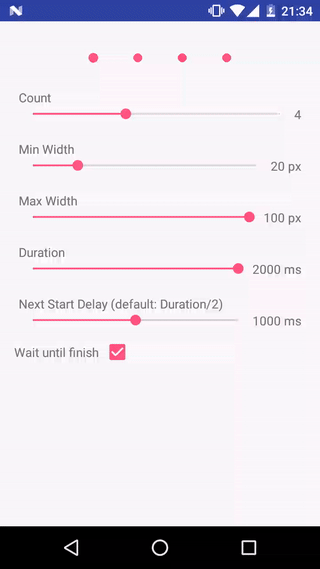 21:34
Count
4
Min Width
20 px
Max Width
100 px
Duration
2000 ms
Next Start Delay (default: Duration/2)
1000 ms
Wait until finish